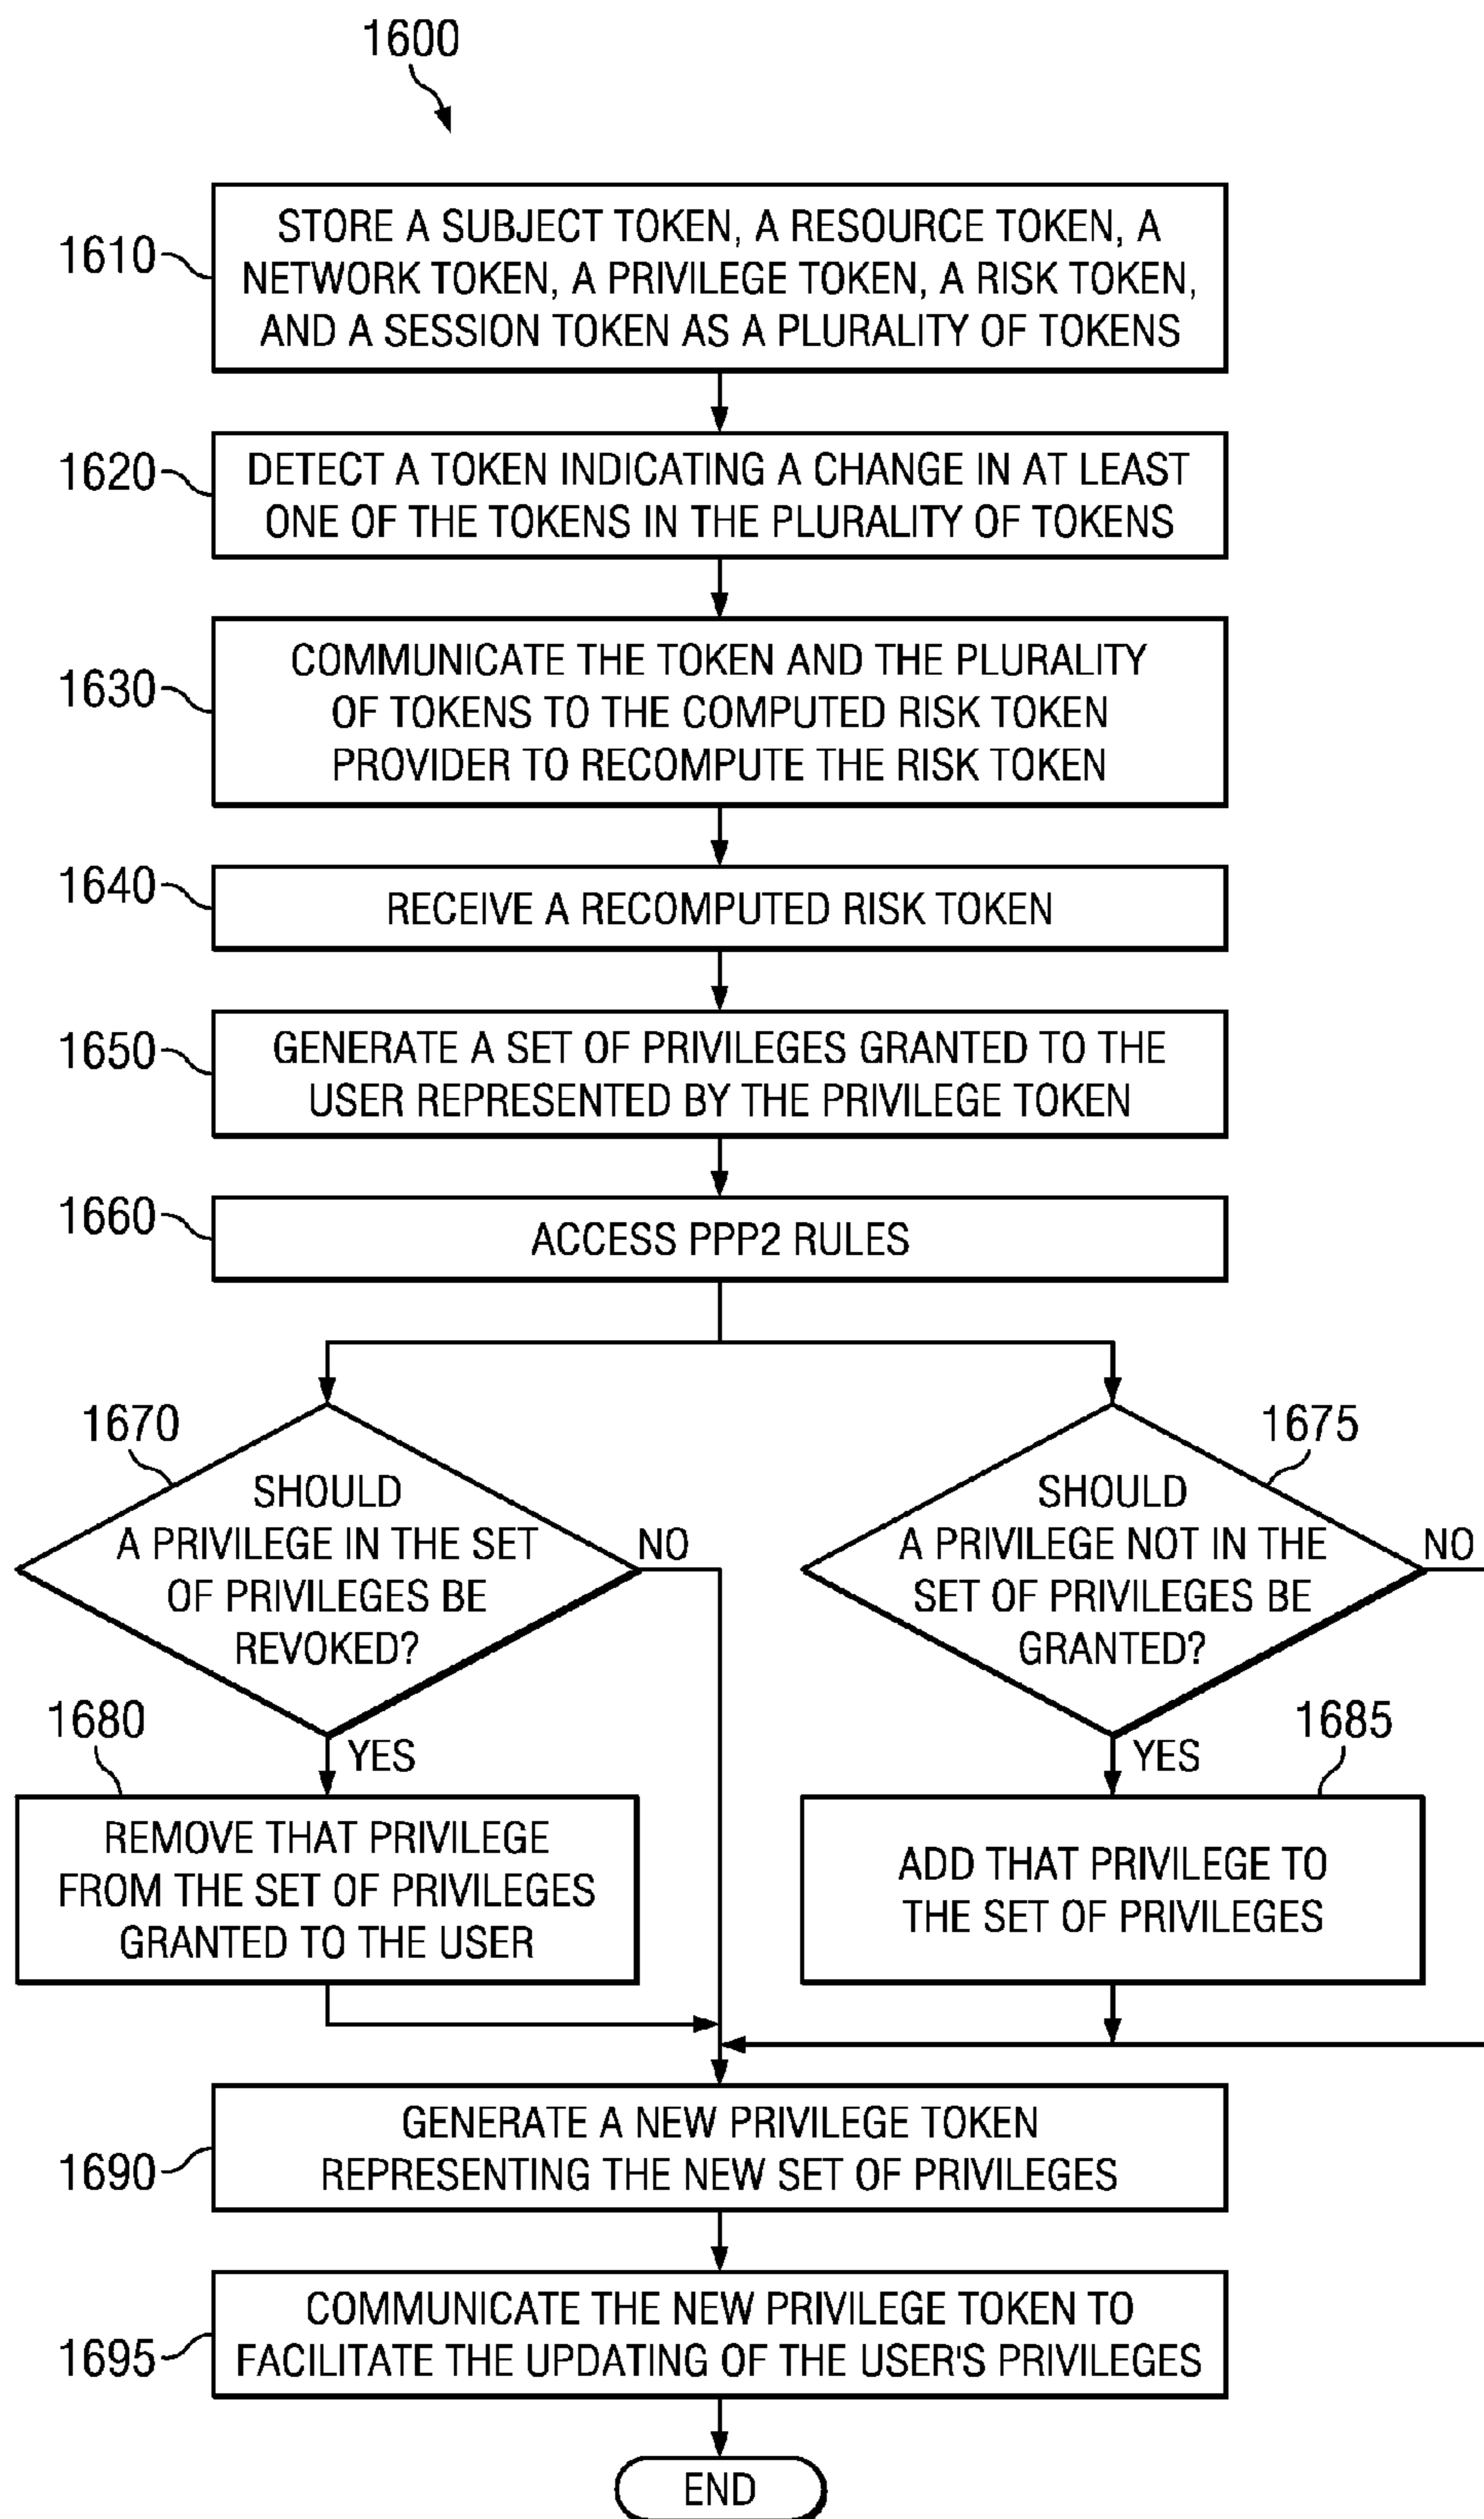 1600
1610
STORE A SUBJECT TOKEN, A RESOURCE TOKEN, A
NETWORK TOKEN, A PRIVILEGE TOKEN, A RISK TOKEN,
AND A SESSION TOKEN AS A PLURALITY OF TOKENS
1620
DETECT A TOKEN INDICATING A CHANGE IN AT LEAST
ONE OF THE TOKENS IN THE PLURALITY OF TOKENS
1630
COMMUNICATE THE TOKEN AND THE PLURALITY
OF TOKENS TO THE COMPUTED RISK TOKEN
PROVIDER TO RECOMPUTE THE RISK TOKEN
1640
RECEIVE A RECOMPUTED RISK TOKEN
1650
GENERATE A SET OF PRIVILEGES GRANTED TO THE
USER REPRESENTED BY THE PRIVILEGE TOKEN
1660
ACCESS PPP2 RULES
1670
SHOULD
A PRIVILEGE IN THE SET
OF PRIVILEGES BE
REVOKED?
NO
YES
1675
SHOULD
A PRIVILEGE NOT IN THE
SET OF PRIVILEGES BE
GRANTED?
NO
YES
1680
REMOVE THAT PRIVILEGE
FROM THE SET OF PRIVILEGES
GRANTED TO THE USER
1685
ADD THAT PRIVILEGE TO
THE SET OF PRIVILEGES
1690
GENERATE A NEW PRIVILEGE TOKEN
REPRESENTING THE NEW SET OF PRIVILEGES
1695
COMMUNICATE THE NEW PRIVILEGE TOKEN TO
FACILITATE THE UPDATING OF THE USER'S PRIVILEGES
END